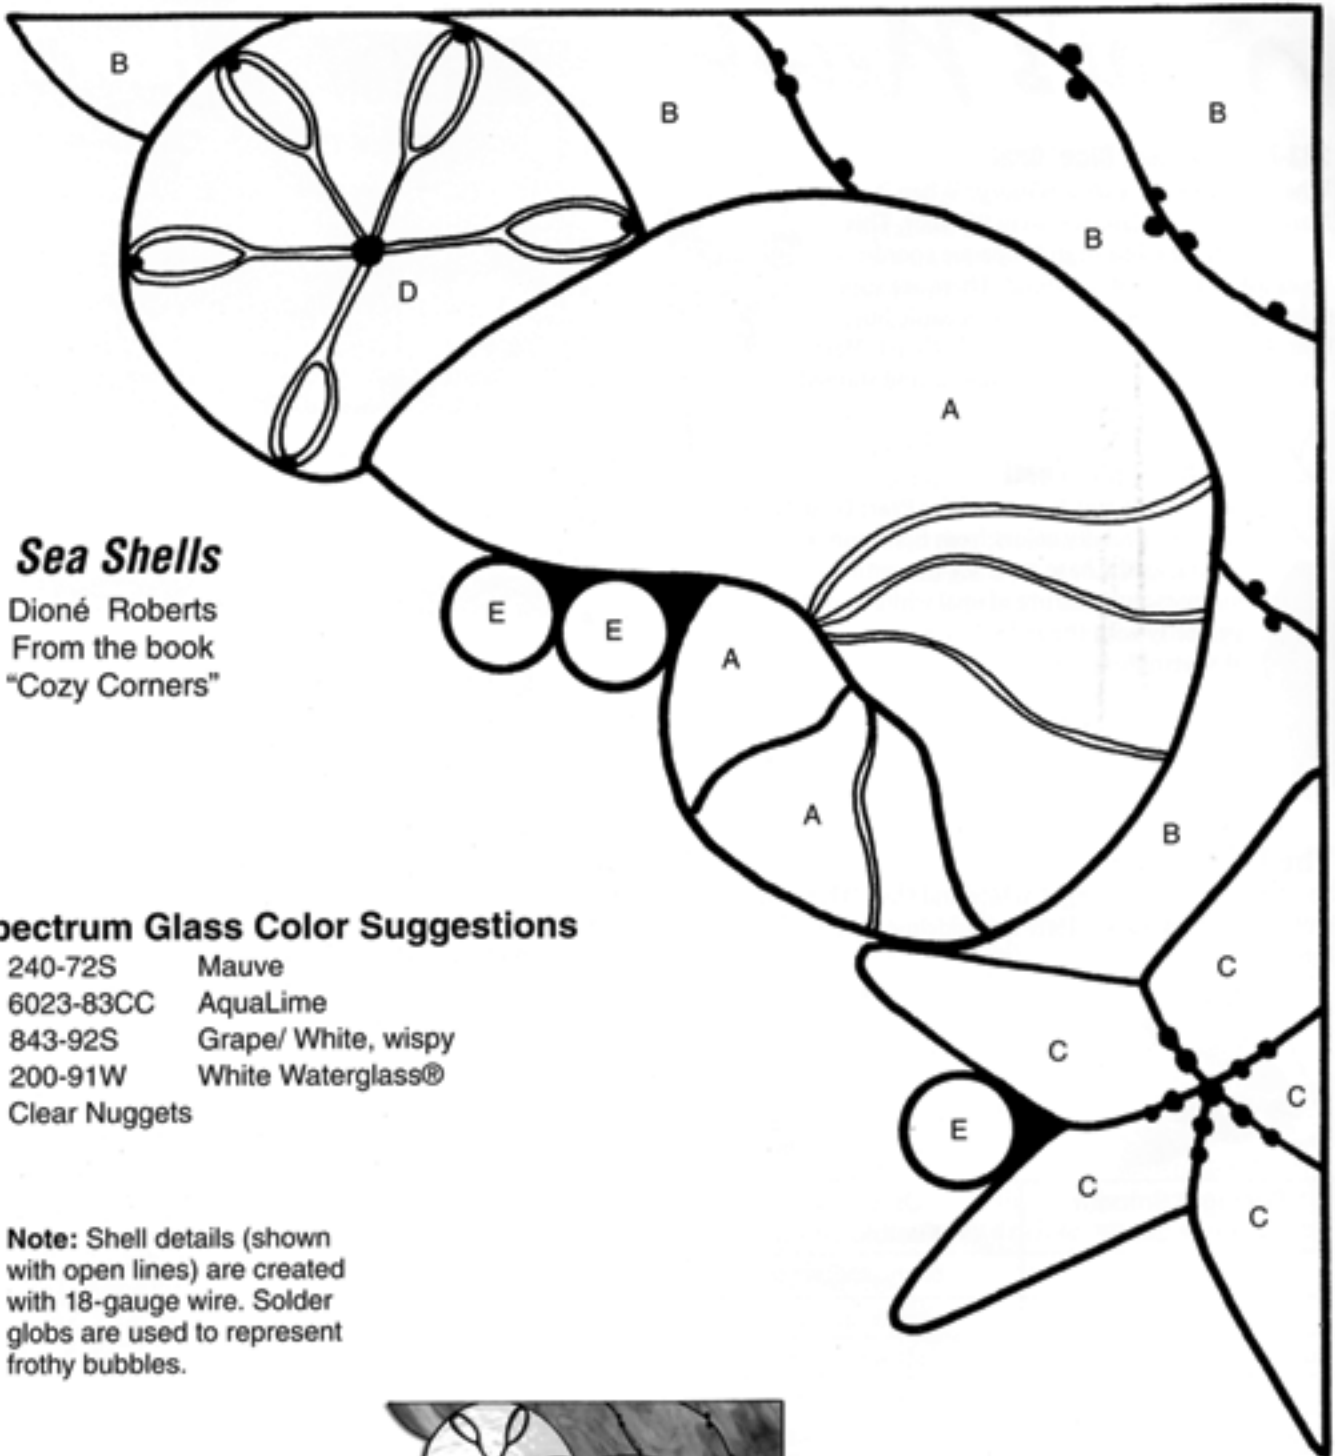 B
B
B
B
D
A
Sea Shells
Dioné Roberts
From the book
“Cozy Corners”
E
E
A
A
B
pectrum Glass Color Suggestions
240-72S Mauve
6023-83CC AquaLime
843-92S Grape/ White, wispy
200-91W White Waterglass®
Clear Nuggets
C
C
C
E
C
C
Note: Shell details (shown
with open lines) are created
with 18-gauge wire. Solder
globs are used to represent
frothy bubbles.